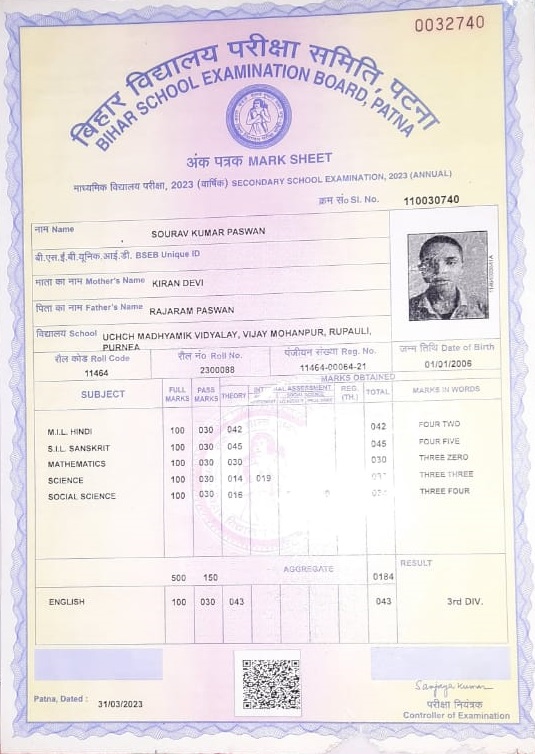 0032740
बिहार विद्यालय परीक्षा समिति, पटना
BIHAR SCHOOL EXAMINATION BOARD, PATNA
अंक पत्रक MARK SHEET
माध्यमिक विद्यालय परीक्षा, 2023 (वार्षिक) SECONDARY SCHOOL EXAMINATION, 2023 (ANNUAL)
क्रम सं० Sl. No. 110030740
नाम Name SOURAV KUMAR PASWAN
बी.एस.ई.बी.यूनिक.आई.डी. BSEB Unique ID
माता का नाम Mother's Name KIRAN DEVI
पिता का नाम Father's Name RAJARAM PASWAN
विद्यालय School UCHCH MADHYAMIK VIDYALAY, VIJAY MOHANPUR, RUPAULI,
PURNEA
रौल कोड Roll Code रौल नं० Roll No. पंजीयन संख्या Reg. No. जन्म तिथि Date of Birth
11464 2300088 11464-00064-21 01/01/2006
MARKS OBTAINED
SUBJECT FULL MARKS PASS MARKS THEORY REG. (TH.) TOTAL MARKS IN WORDS
M.I.L. HINDI 100 030 042 042 FOUR TWO
S.I.L. SANSKRIT 100 030 045 045 FOUR FIVE
MATHEMATICS 100 030 030 030 THREE ZERO
SCIENCE 100 030 014 019 THREE THREE
SOCIAL SCIENCE 100 030 016 THREE FOUR
AGGREGATE RESULT
500 150 0184
ENGLISH 100 030 043 043 3rd DIV.
Patna, Dated : 31/03/2023
परीक्षा नियंत्रक
Controller of Examination